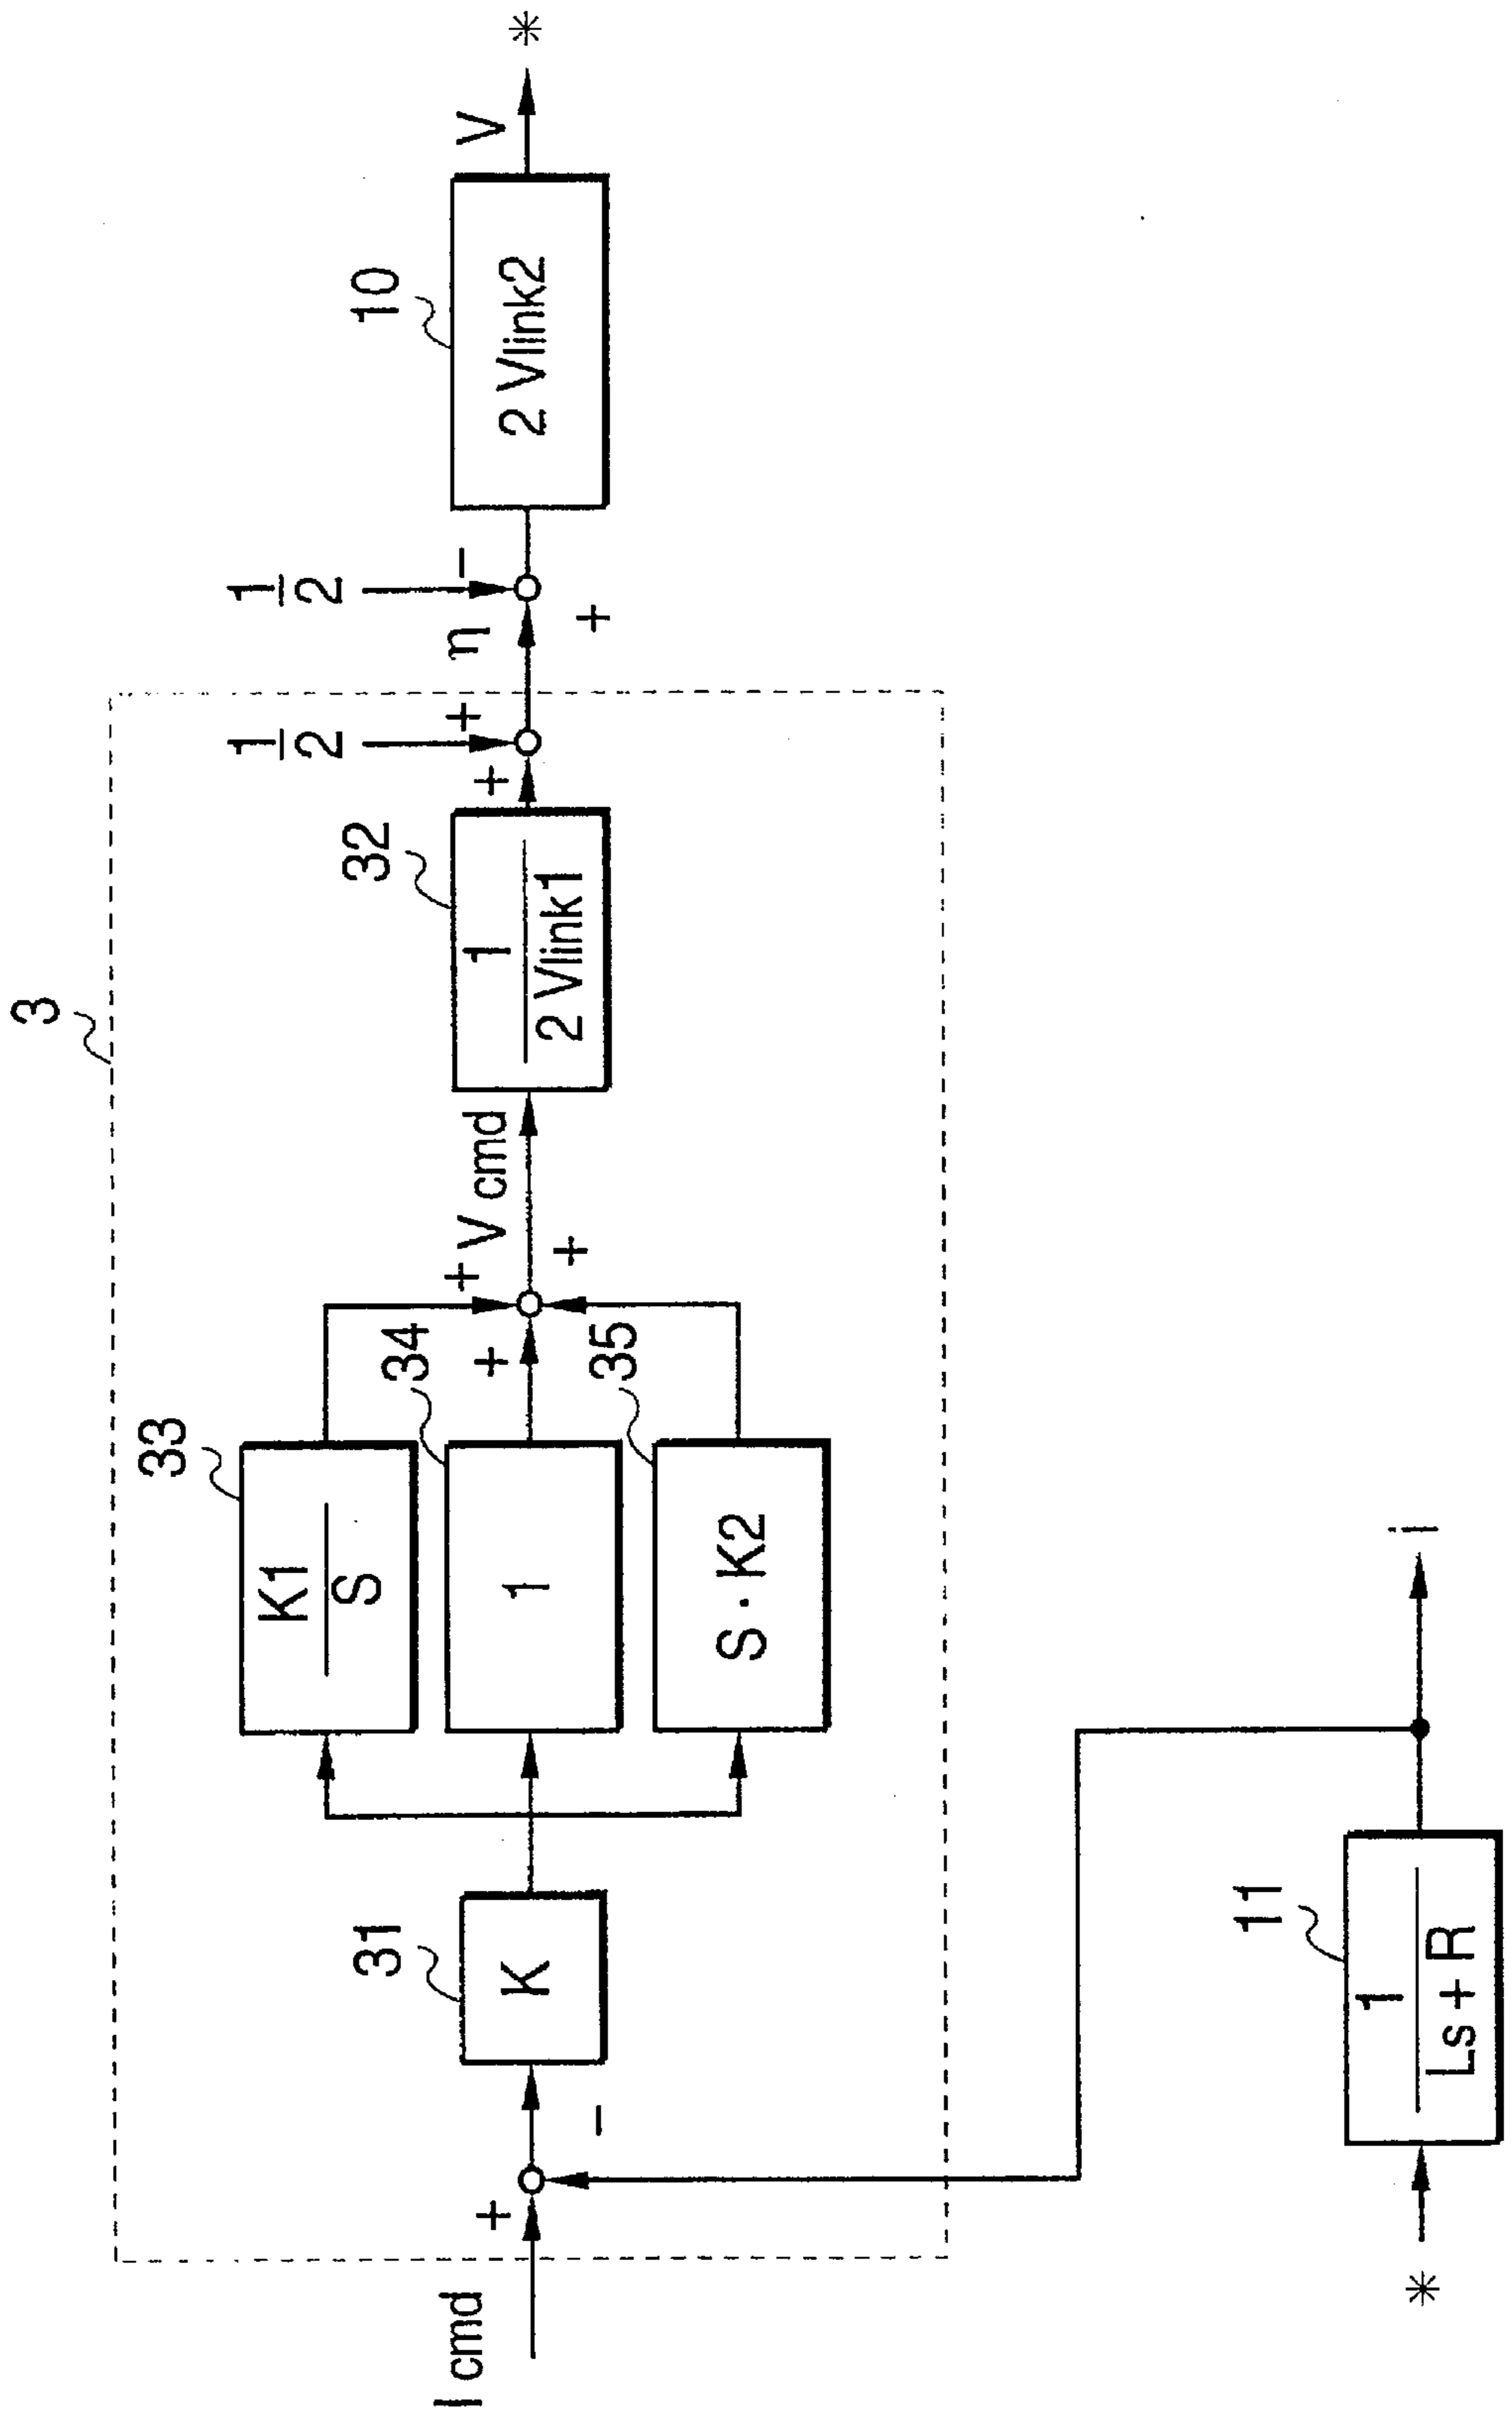 3
33
K1
S
31
K
34
1
35
S · K2
I cmd
+
−
+
+
+
V cmd
32
1
2 Vlink1
+
+
1
2
η
1
2
−
+
10
2 Vlink2
V
*
*
11
1
Ls + R
i